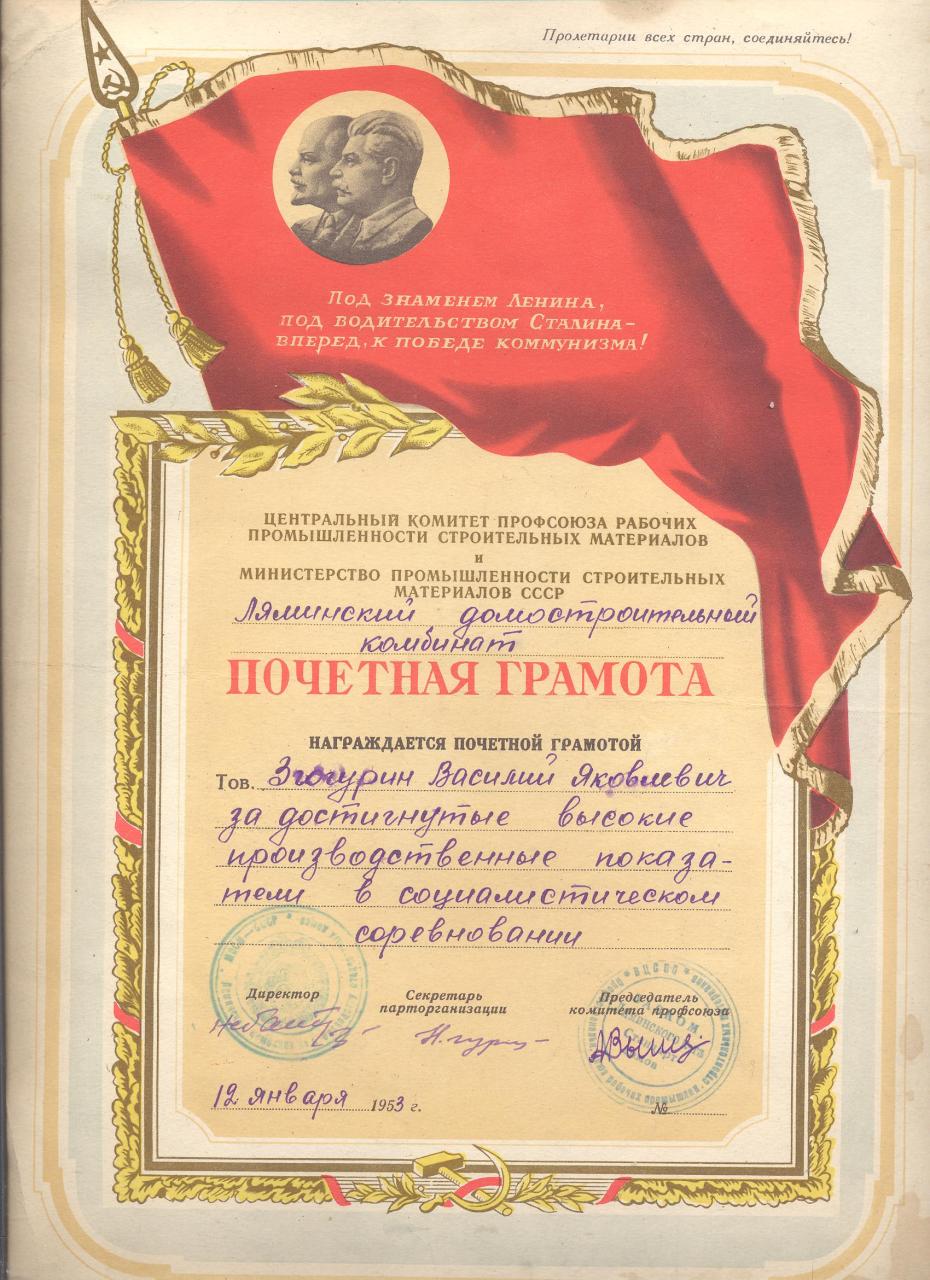 Пролетарии всех стран, соединяйтесь!
Под знаменем Ленина,
под водительством Сталина—
вперед, к победе коммунизма!
ЦЕНТРАЛЬНЫЙ КОМИТЕТ ПРОФСОЮЗА РАБОЧИХ
ПРОМЫШЛЕННОСТИ СТРОИТЕЛЬНЫХ МАТЕРИАЛОВ
и
МИНИСТЕРСТВО ПРОМЫШЛЕННОСТИ СТРОИТЕЛЬНЫХ
МАТЕРИАЛОВ СССР
Ляминский домостроительный
комбинат
ПОЧЕТНАЯ ГРАМОТА
НАГРАЖДАЕТСЯ ПОЧЕТНОЙ ГРАМОТОЙ
Тов. Василий Яковлевич
за достигнутые высокие
производственные показа-
тели в социалистическом
соревновании
Директор
Секретарь
парторганизации
Председатель
комитета профсоюза
ВЦСПС
12 января 1953 г.
№